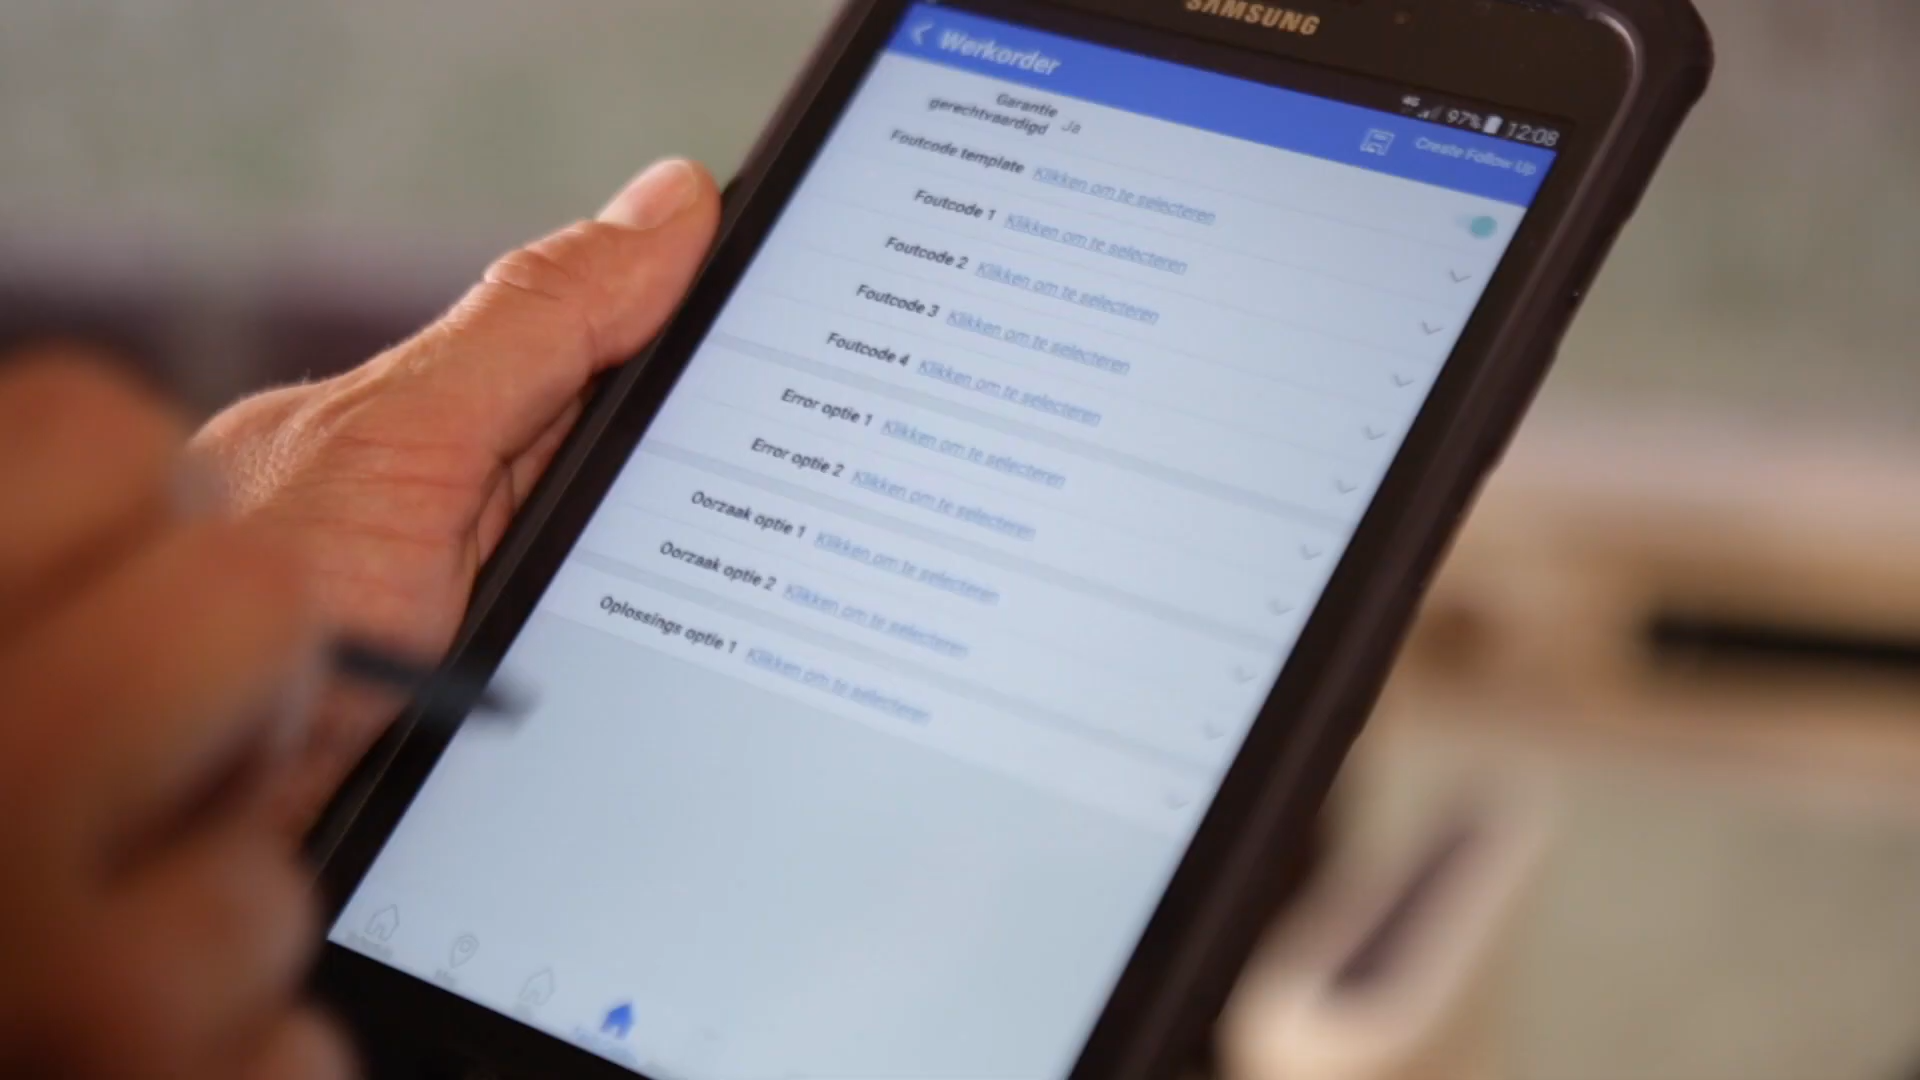 SAMSUNG
4G 97% 12:08
Werkorder
Create Follow Up
Garantie
gerechtvaardigd Ja
Foutcode template Klikken om te selecteren
Foutcode 1 Klikken om te selecteren
Foutcode 2 Klikken om te selecteren
Foutcode 3 Klikken om te selecteren
Foutcode 4 Klikken om te selecteren
Error optie 1 Klikken om te selecteren
Error optie 2 Klikken om te selecteren
Oorzaak optie 1 Klikken om te selecteren
Oorzaak optie 2 Klikken om te selecteren
Oplossings optie 1 Klikken om te selecteren